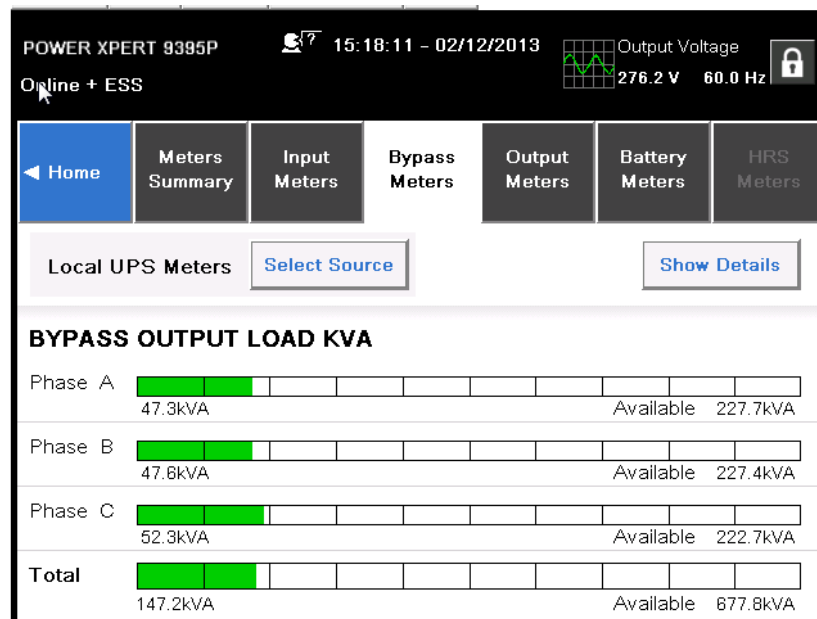 POWER XPERT 9395P
? 15:18:11 - 02/12/2013
Output Voltage
Online + ESS
276.2 V 60.0 Hz
Home
Meters Summary
Input Meters
Bypass Meters
Output Meters
Battery Meters
HRS Meters
Local UPS Meters
Select Source
Show Details
BYPASS OUTPUT LOAD KVA
Phase A
47.3kVA Available 227.7kVA
Phase B
47.6kVA Available 227.4kVA
Phase C
52.3kVA Available 222.7kVA
Total
147.2kVA Available 677.8kVA